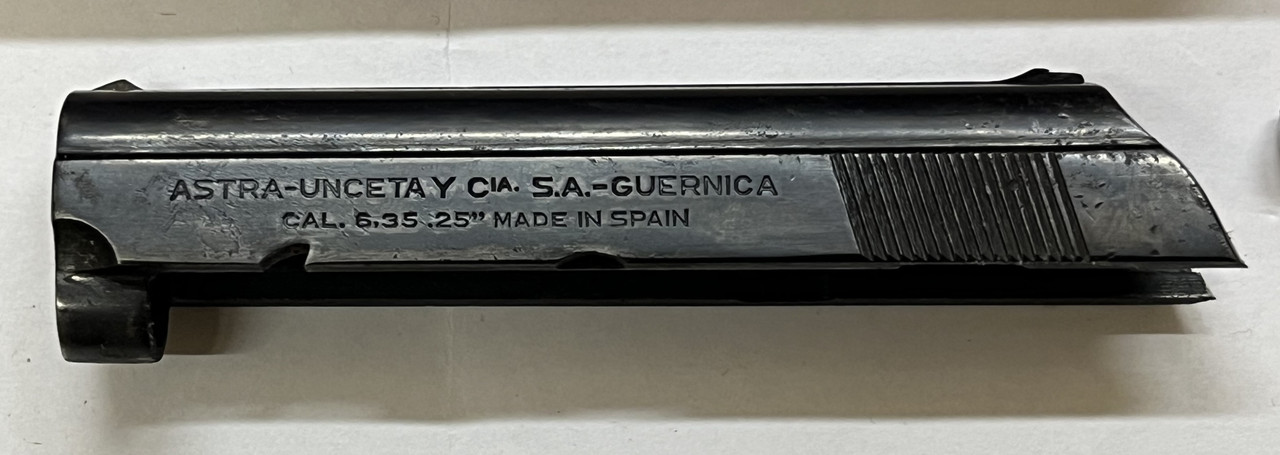 ASTRA-UNCETA Y CIA. S.A.-GUERNICA
CAL. 6,35 .25" MADE IN SPAIN